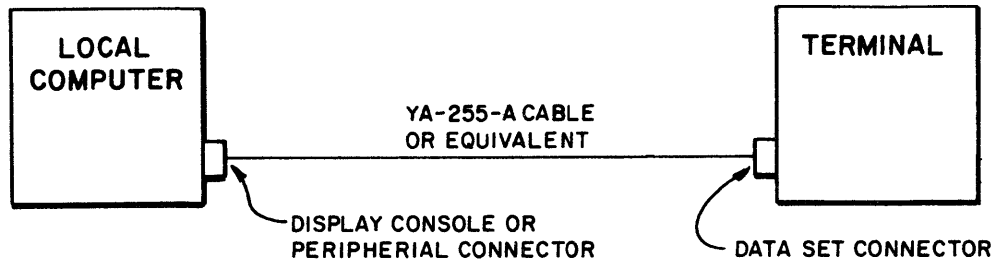 LOCAL
COMPUTER
TERMINAL
YA-255-A CABLE
OR EQUIVALENT
DISPLAY CONSOLE OR
PERIPHERIAL CONNECTOR
DATA SET CONNECTOR